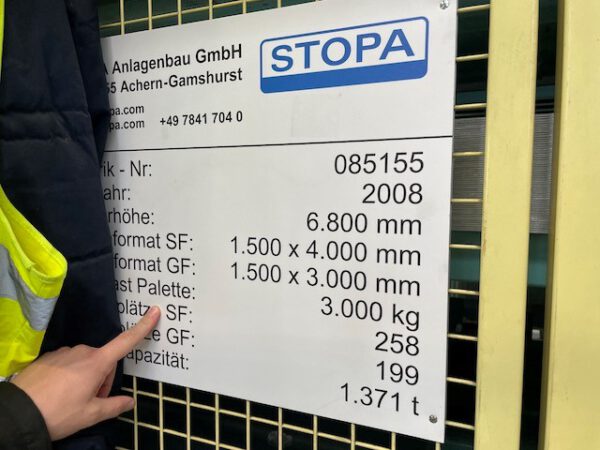 A Anlagenbau GmbH
55 Achern-Gamshurst
STOPA
pa.com
pa.com +49 7841 704 0
ik - Nr: 085155
ahr: 2008
rhöhe: 6.800 mm
format SF: 1.500 x 4.000 mm
format GF: 1.500 x 3.000 mm
ast Palette: 3.000 kg
plätze SF: 258
plätze GF: 199
apazität: 1.371 t